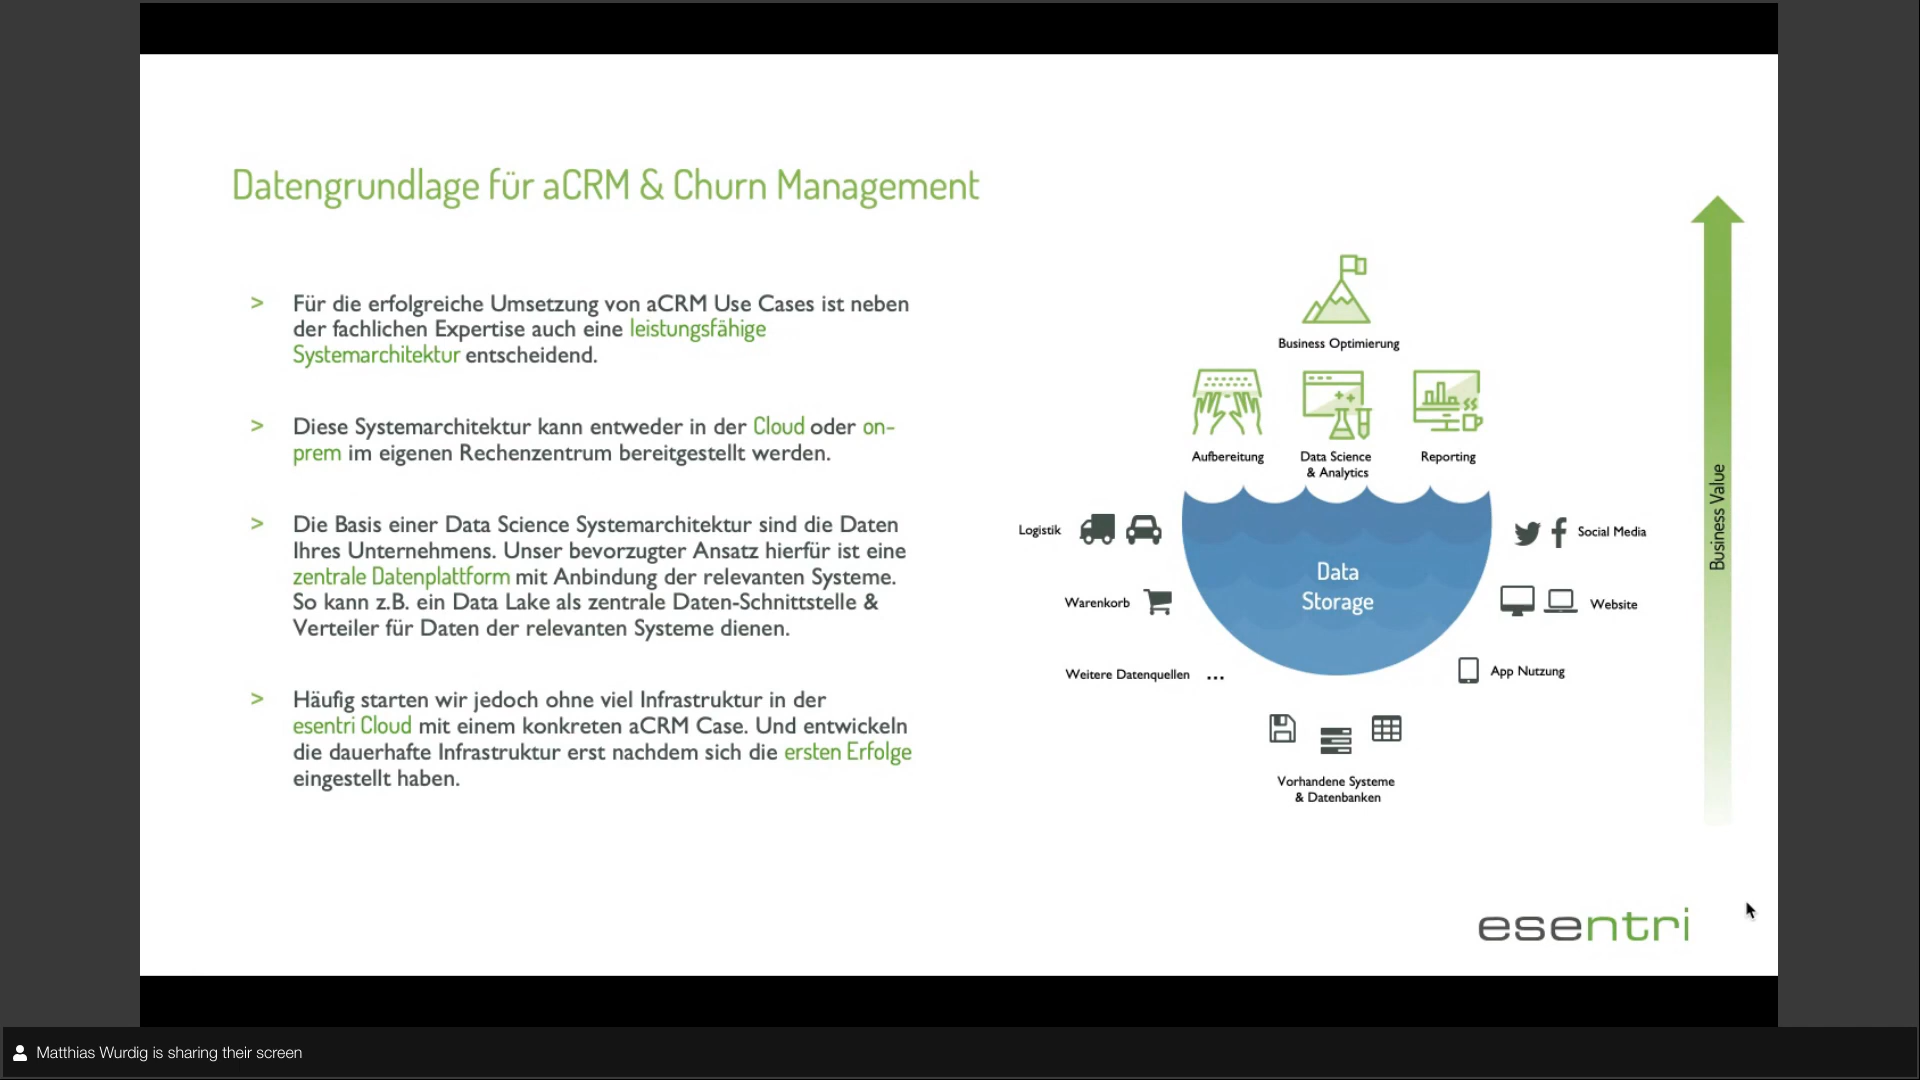 Datengrundlage für aCRM & Churn Management
> Für die erfolgreiche Umsetzung von aCRM Use Cases ist neben
der fachlichen Expertise auch eine leistungsfähige
Systemarchitektur entscheidend.
> Diese Systemarchitektur kann entweder in der Cloud oder on-
prem im eigenen Rechenzentrum bereitgestellt werden.
> Die Basis einer Data Science Systemarchitektur sind die Daten
Ihres Unternehmens. Unser bevorzugter Ansatz hierfür ist eine
zentrale Datenplattform mit Anbindung der relevanten Systeme.
So kann z.B. ein Data Lake als zentrale Daten-Schnittstelle &
Verteiler für Daten der relevanten Systeme dienen.
> Häufig starten wir jedoch ohne viel Infrastruktur in der
esentri Cloud mit einem konkreten aCRM Case. Und entwickeln
die dauerhafte Infrastruktur erst nachdem sich die ersten Erfolge
eingestellt haben.
Business Optimierung
Aufbereitung
Data Science
& Analytics
Reporting
Logistik
Social Media
Data
Storage
Warenkorb
Website
Weitere Datenquellen ...
App Nutzung
Vorhandene Systeme
& Datenbanken
Business Value
esentri
Matthias Wurdig is sharing their screen